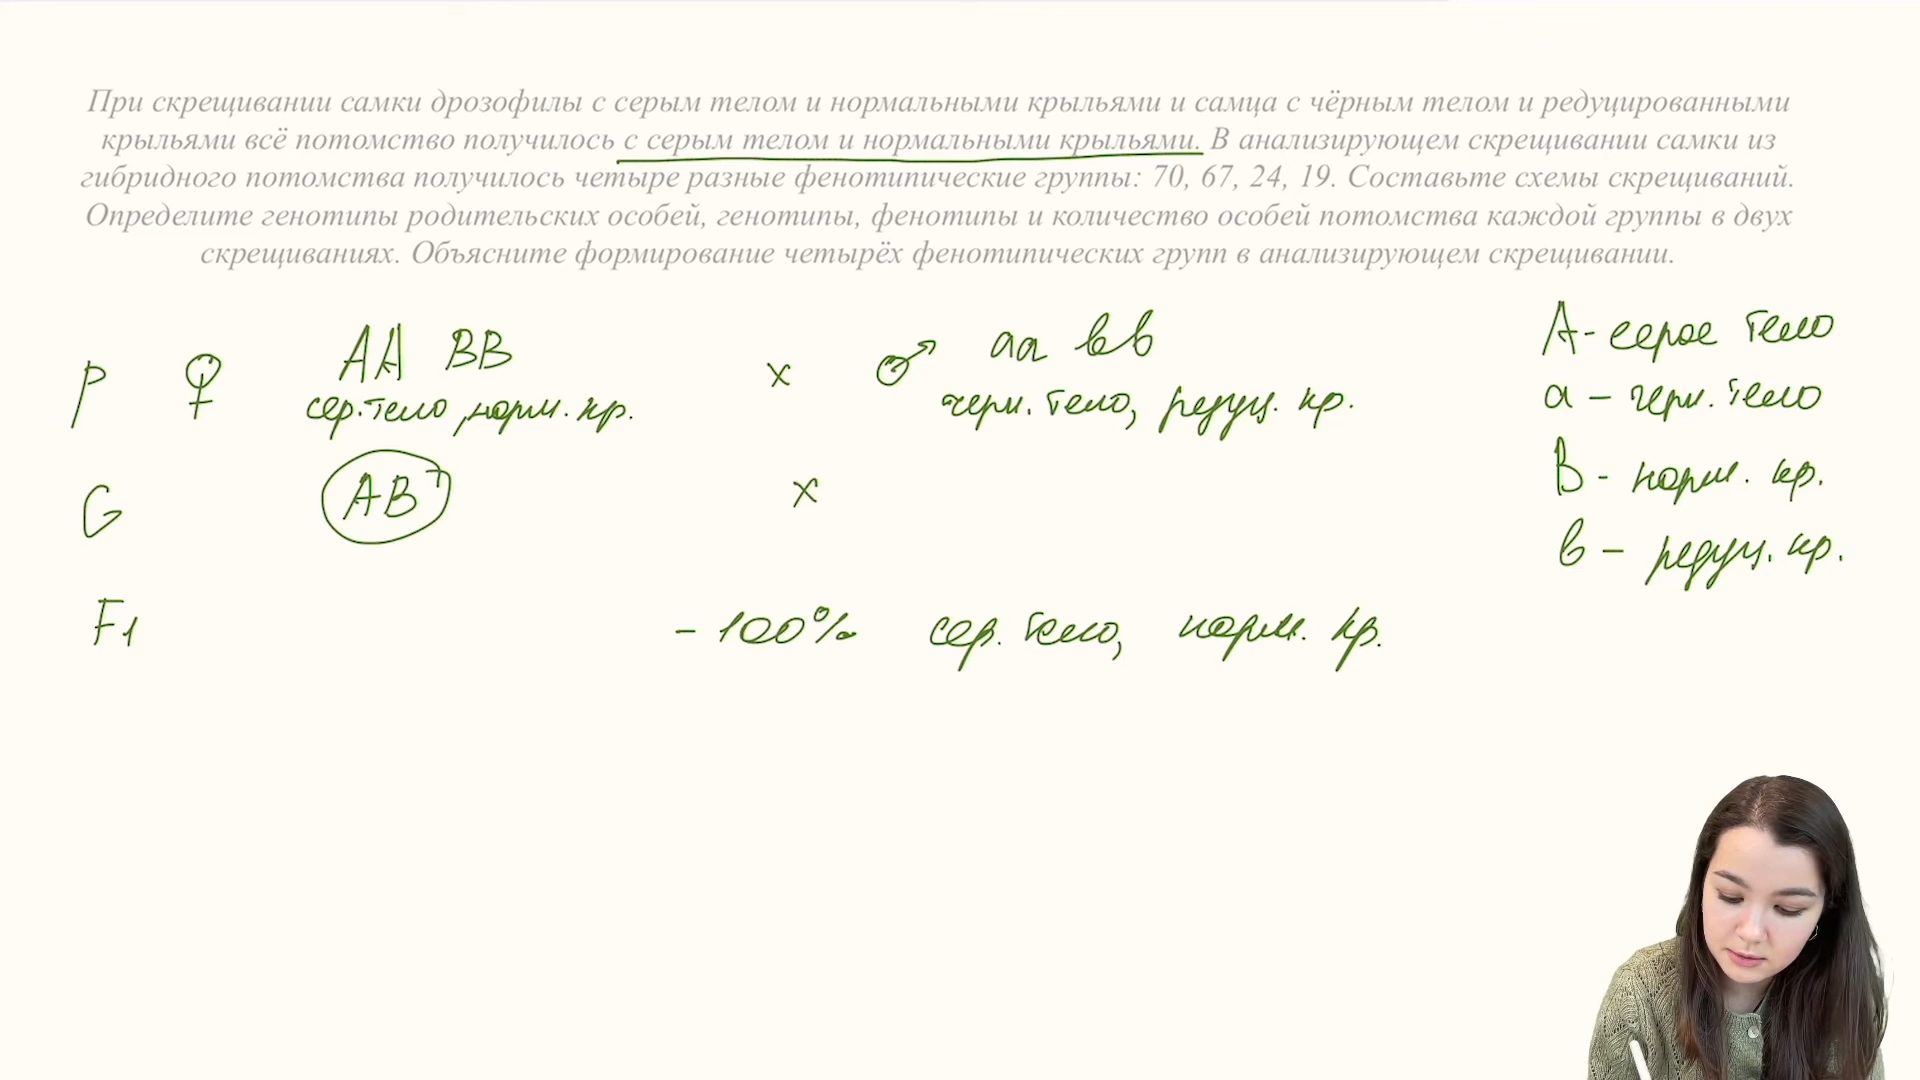 При скрещивании самки дрозофилы с серым телом и нормальными крыльями и самца с чёрным телом и редуцированными
крыльями всё потомство получилось с серым телом и нормальными крыльями. В анализирующем скрещивании самки из
гибридного потомства получилось четыре разные фенотипические группы: 70, 67, 24, 19. Составьте схемы скрещиваний.
Определите генотипы родительских особей, генотипы, фенотипы и количество особей потомства каждой группы в двух
скрещиваниях. Объясните формирование четырёх фенотипических групп в анализирующем скрещивании.
P ♀ AA BB x ♂ aa вв
сер. тело, норм. кр. черн. тело, редуц. кр.
G AB x
F1 - 100% сер. тело, норм. кр.
A - серое тело
a - черн. тело
B - норм. кр.
в - редуц. кр.